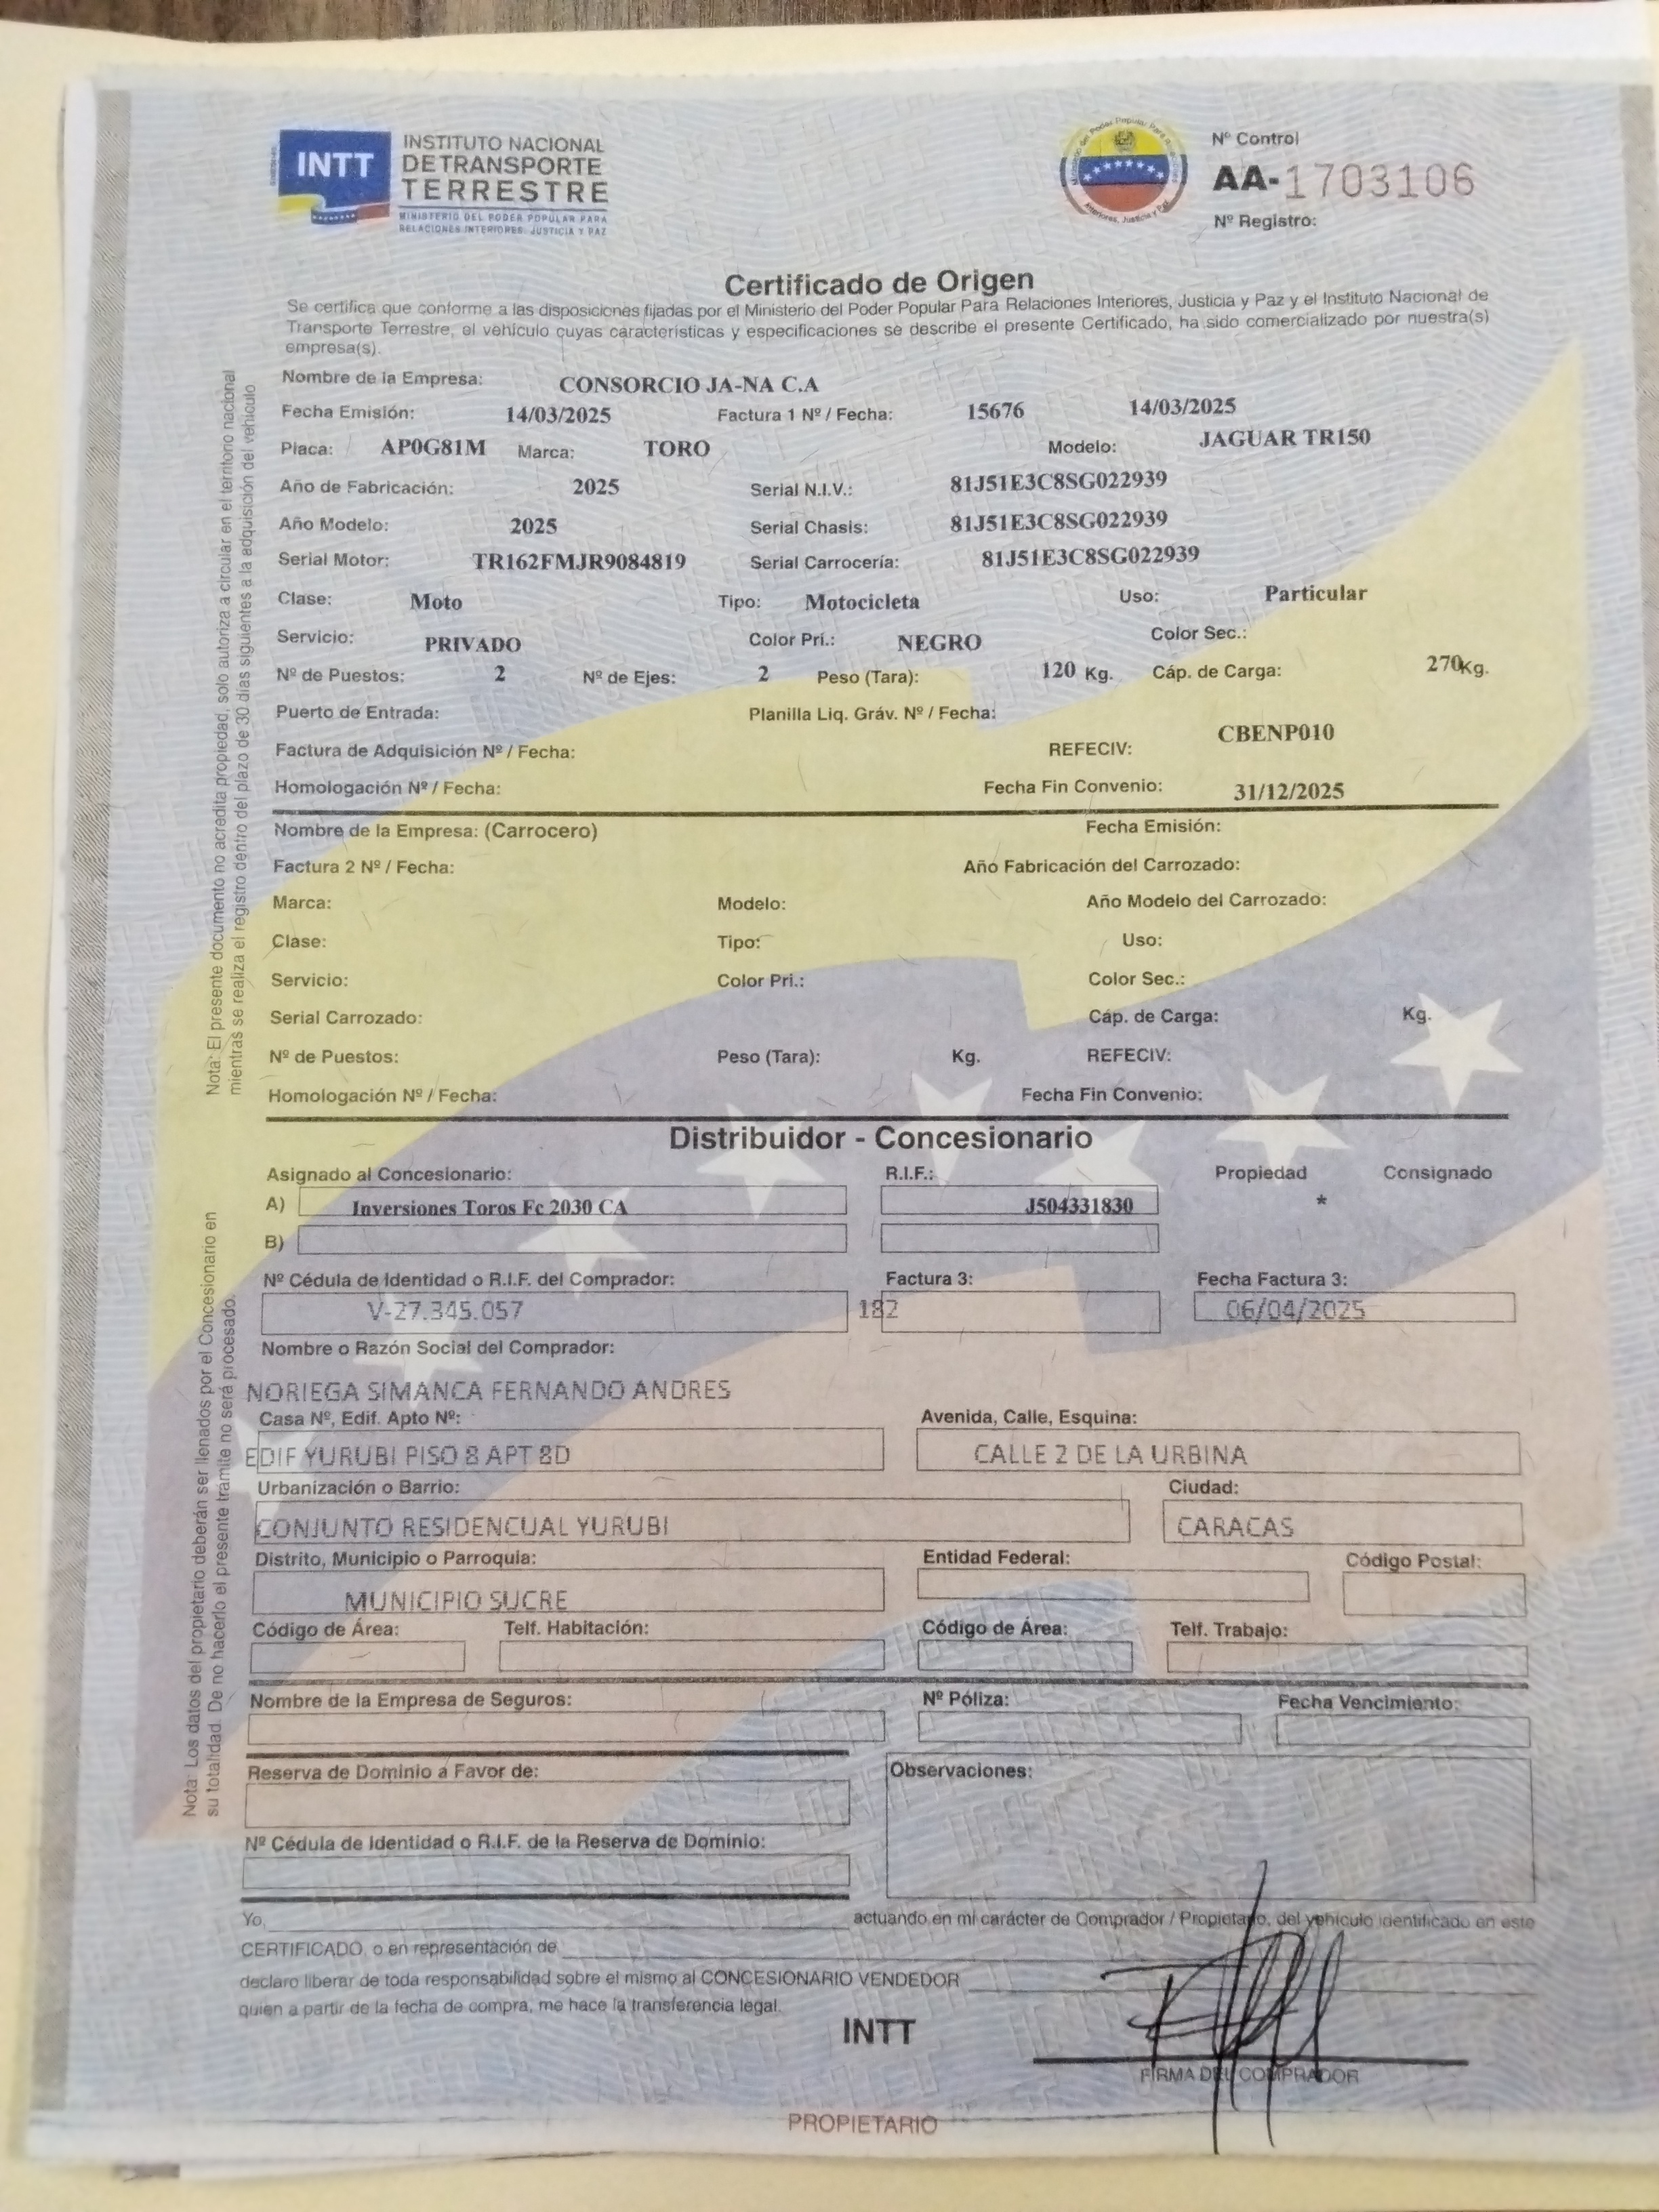 INTT
INSTITUTO NACIONAL
DE TRANSPORTE
TERRESTRE
MINISTERIO DEL PODER POPULAR PARA
RELACIONES INTERIORES, JUSTICIA Y PAZ
Nº Control
AA-1703106
Nº Registro:
Certificado de Origen
Se certifica que conforme a las disposiciones fijadas por el Ministerio del Poder Popular Para Relaciones Interiores, Justicia y Paz y el Instituto Nacional de
Transporte Terrestre, el vehículo cuyas características y especificaciones se describe el presente Certificado, ha sido comercializado por nuestra(s)
empresa(s).
Nombre de la Empresa: CONSORCIO JA-NA C.A
Fecha Emisión: 14/03/2025 Factura 1 Nº / Fecha: 15676 14/03/2025
Placa: AP0G81M Marca: TORO Modelo: JAGUAR TR150
Año de Fabricación: 2025 Serial N.I.V.: 81J51E3C8SG022939
Año Modelo: 2025 Serial Chasis: 81J51E3C8SG022939
Serial Motor: TR162FMJR9084819 Serial Carrocería: 81J51E3C8SG022939
Clase: Moto Tipo: Motocicleta Uso: Particular
Servicio: PRIVADO Color Pri.: NEGRO Color Sec.:
Nº de Puestos: 2 Nº de Ejes: 2 Peso (Tara): 120 Kg. Cáp. de Carga: 270Kg.
Puerto de Entrada: Planilla Liq. Gráv. Nº / Fecha:
Factura de Adquisición Nº / Fecha: REFECIV: CBENP010
Homologación Nº / Fecha: Fecha Fin Convenio: 31/12/2025
Nombre de la Empresa: (Carrocero) Fecha Emisión:
Factura 2 Nº / Fecha: Año Fabricación del Carrozado:
Marca: Modelo: Año Modelo del Carrozado:
Clase: Tipo: Uso:
Servicio: Color Pri.: Color Sec.:
Serial Carrozado: Cáp. de Carga: Kg.
Nº de Puestos: Peso (Tara): Kg. REFECIV:
Homologación Nº / Fecha: Fecha Fin Convenio:
Nota: El presente documento no acredita propiedad, solo autoriza a circular en el territorio nacional
mientras se realiza el registro dentro del plazo de 30 días siguientes a la adquisición del vehículo
Distribuidor - Concesionario
Asignado al Concesionario: R.I.F.: Propiedad Consignado
A) Inversiones Toros Fc 2030 CA J504331830 *
B)
Nº Cédula de Identidad o R.I.F. del Comprador: Factura 3: Fecha Factura 3:
V-27.345.057 182 06/04/2025
Nombre o Razón Social del Comprador:
NORIEGA SIMANCA FERNANDO ANDRES
Casa Nº, Edif. Apto Nº: Avenida, Calle, Esquina:
EDIF YURUBI PISO 8 APT 8D CALLE 2 DE LA URBINA
Urbanización o Barrio: Ciudad:
CONJUNTO RESIDENCUAL YURUBI CARACAS
Distrito, Municipio o Parroquia: Entidad Federal: Código Postal:
MUNICIPIO SUCRE
Código de Área: Telf. Habitación: Código de Área: Telf. Trabajo:
Nombre de la Empresa de Seguros: Nº Póliza: Fecha Vencimiento:
Reserva de Dominio a Favor de: Observaciones:
Nº Cédula de Identidad o R.I.F. de la Reserva de Dominio:
Nota: Los datos del propietario deberán ser llenados por el Concesionario en
su totalidad. De no hacerlo el presente tramite no será procesado.
Yo, actuando en mi carácter de Comprador / Propietario, del vehículo identificado en este
CERTIFICADO, o en representación de
declaro liberar de toda responsabilidad sobre el mismo al CONCESIONARIO VENDEDOR
quien a partir de la fecha de compra, me hace la transferencia legal.
INTT
FIRMA DEL COMPRADOR
PROPIETARIO